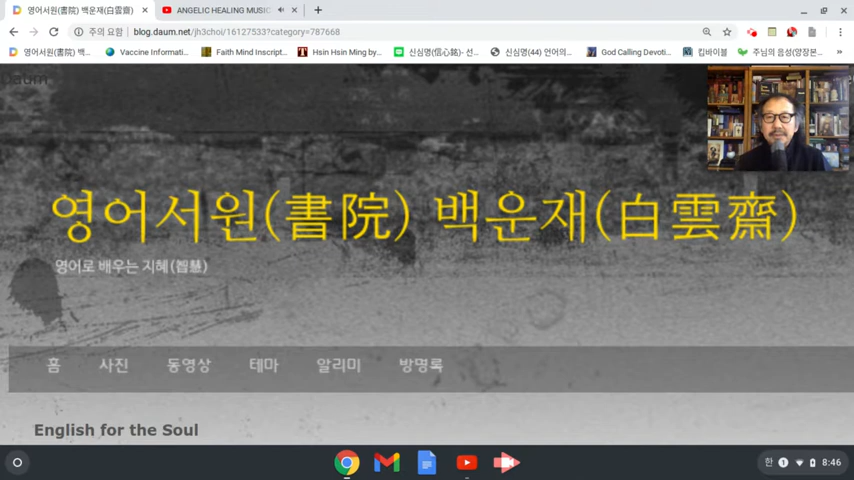 영어서원(書院) 백운재(白雲齋)
ANGELIC HEALING MUSIC
주의 요함
blog.daum.net/jh3choi/16127533?category=787668
영어서원(書院) 백...
Vaccine Informati...
Faith Mind Inscript...
Hsin Hsin Ming by...
신심명(信心銘)- 선...
신심명(44) 언어의...
God Calling Devoti...
킵바이블
주님의 음성(양장본...
»
Daum
영어서원(書院) 백운재(白雲齋)
영어로 배우는 지혜(智慧)
홈 사진 동영상 테마 알리미 방명록
English for the Soul
한 1 8:46